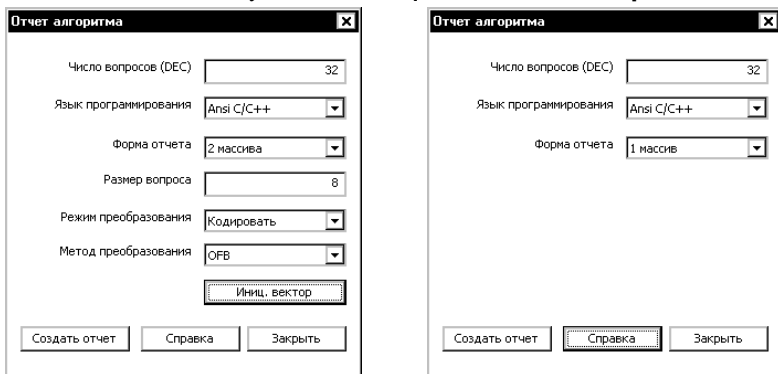 Отчет алгоритма
Число вопросов (DEC) 32
Язык программирования Ansi C/C++
Форма отчета 2 массива
Размер вопроса 8
Режим преобразования Кодировать
Метод преобразования OFB
Иниц. вектор
Создать отчет Справка Закрыть
Отчет алгоритма
Число вопросов (DEC) 32
Язык программирования Ansi C/C++
Форма отчета 1 массив
Создать отчет Справка Закрыть